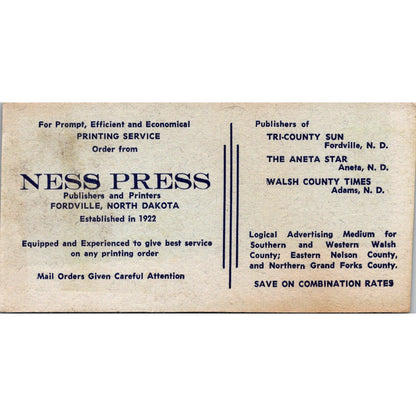 For Prompt, Efficient and Economical
PRINTING SERVICE
Order from
NESS PRESS
Publishers and Printers
FORDVILLE, NORTH DAKOTA
Established in 1922
Equipped and Experienced to give best service
on any printing order
Mail Orders Given Careful Attention
Publishers of
TRI-COUNTY SUN
Fordville, N. D.
THE ANETA STAR
Aneta, N. D.
WALSH COUNTY TIMES
Adams, N. D.
Logical Advertising Medium for
Southern and Western Walsh
County; Eastern Nelson County,
and Northern Grand Forks County.
SAVE ON COMBINATION RATES